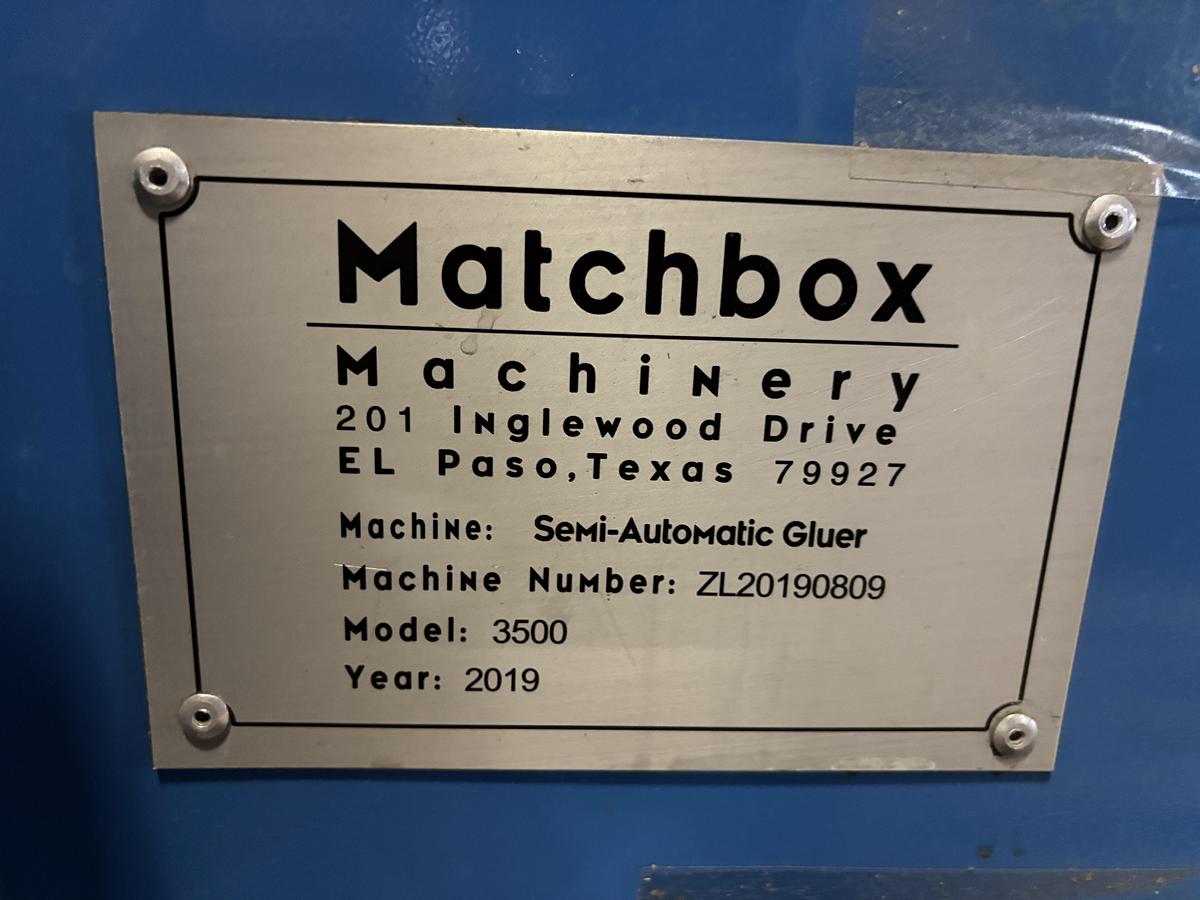 Matchbox
Machinery
201 Inglewood Drive
EL Paso,Texas 79927
Machine: Semi-Automatic Gluer
Machine Number: ZL20190809
Model: 3500
Year: 2019